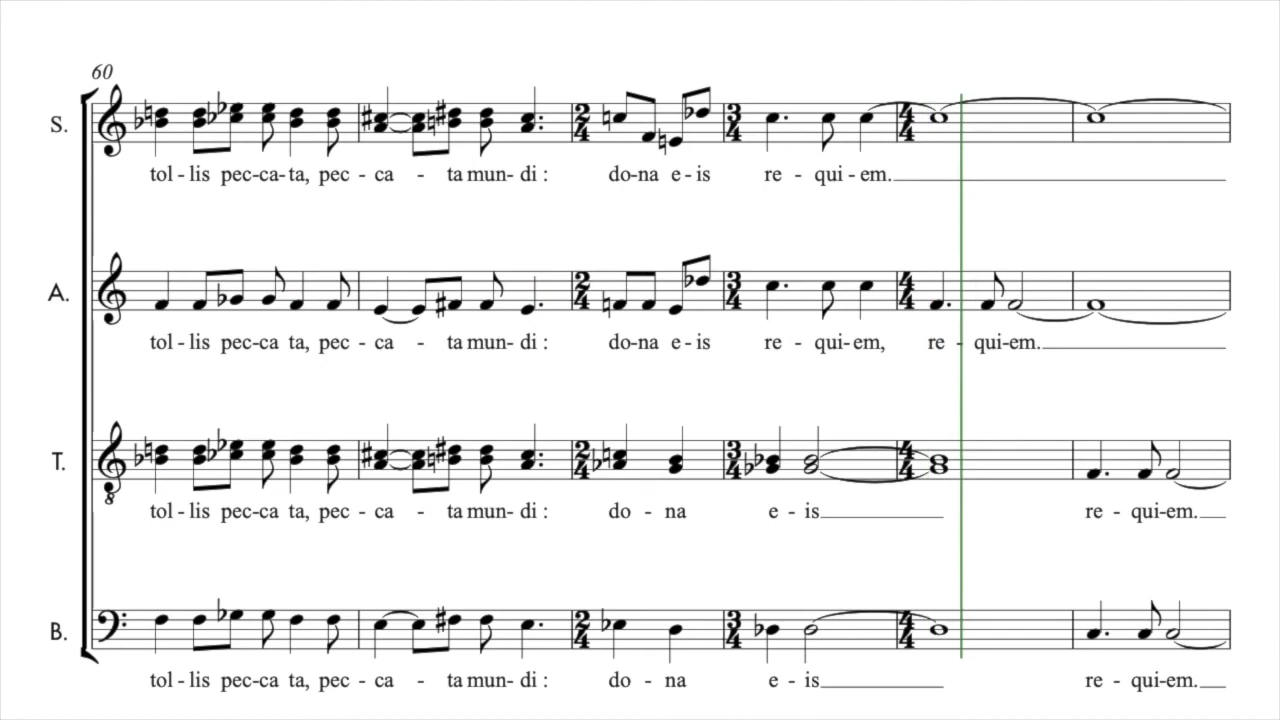 60
S.
tol - lis pec-ca-ta, pec - ca - ta mun- di : do-na e-is re - qui - em.
A.
tol - lis pec-ca ta, pec - ca - ta mun- di : do-na e-is re - qui-em, re - qui-em.
T.
8
tol - lis pec-ca ta, pec - ca - ta mun- di : do - na e - is re - qui-em.
B.
tol - lis pec-ca ta, pec - ca - ta mun- di : do - na e - is re - qui-em.